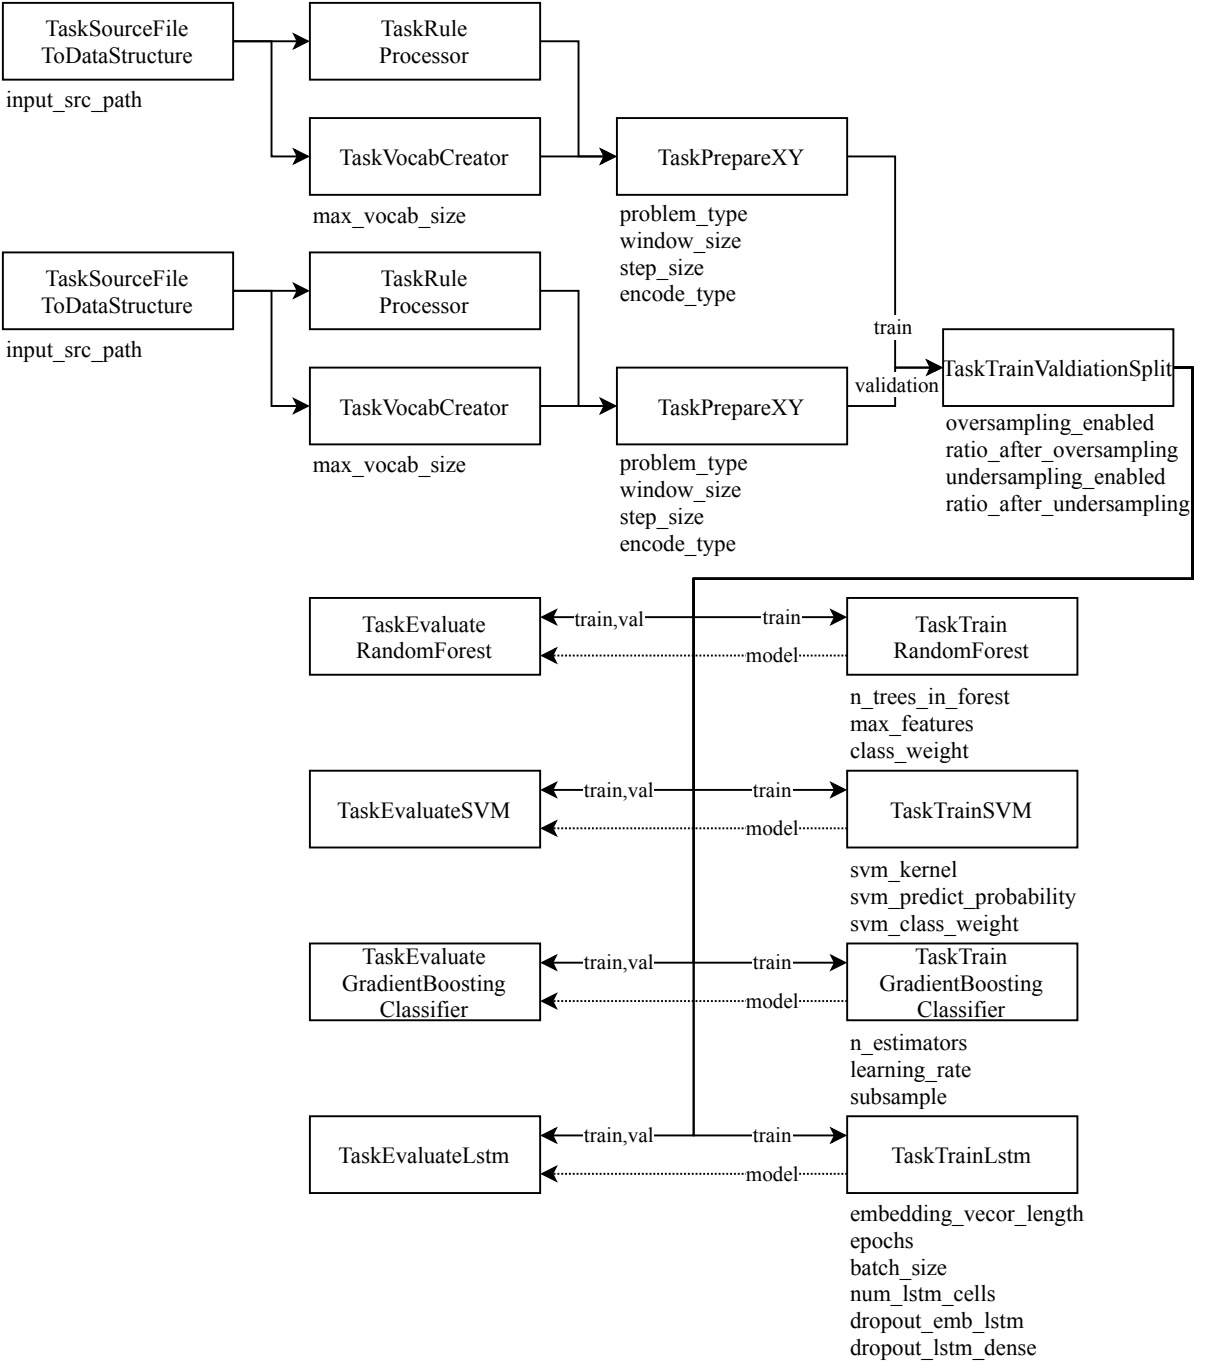 TaskSourceFile
ToDataStructure
input_src_path
TaskRule
Processor
TaskVocabCreator
max_vocab_size
TaskPrepareXY
problem_type
window_size
step_size
encode_type
TaskSourceFile
ToDataStructure
input_src_path
TaskRule
Processor
TaskVocabCreator
max_vocab_size
TaskPrepareXY
problem_type
window_size
step_size
encode_type
train
validation
TaskTrainValdiationSplit
oversampling_enabled
ratio_after_oversampling
undersampling_enabled
ratio_after_undersampling
TaskEvaluate
RandomForest
train,val
train
model
TaskTrain
RandomForest
n_trees_in_forest
max_features
class_weight
TaskEvaluateSVM
train,val
train
model
TaskTrainSVM
svm_kernel
svm_predict_probability
svm_class_weight
TaskEvaluate
GradientBoosting
Classifier
train,val
train
model
TaskTrain
GradientBoosting
Classifier
n_estimators
learning_rate
subsample
TaskEvaluateLstm
train,val
train
model
TaskTrainLstm
embedding_vecor_length
epochs
batch_size
num_lstm_cells
dropout_emb_lstm
dropout_lstm_dense